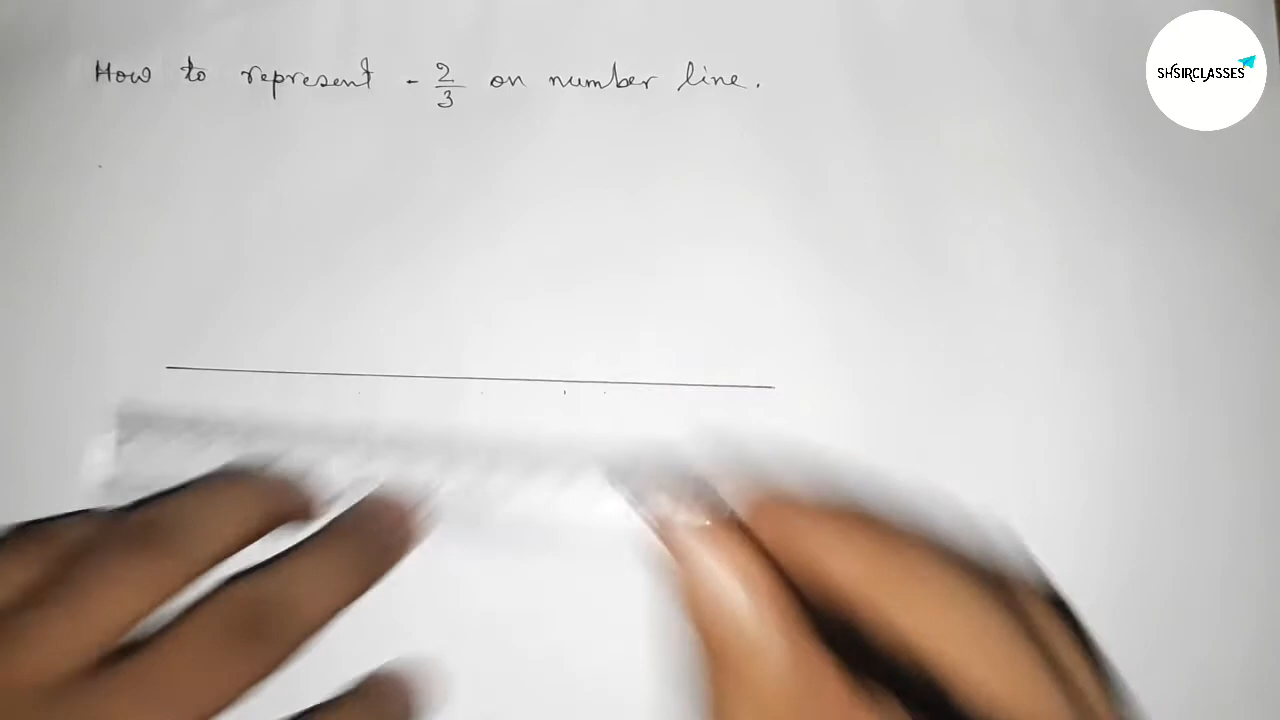 How to represent - 2/3 on number line.
SHSIRCLASSES